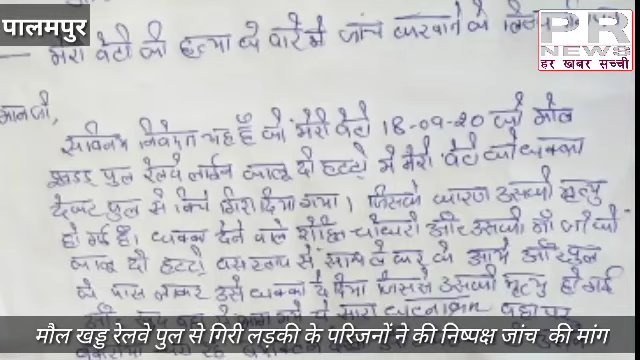 पालमपुर
PR
NEWS
हर खबर सच्ची
मेरी बेटी की हत्या के बारे में जांच करवाने के
मान जी,
सविनय निवेदन यह है की मेरी बेटी 18-09-20 को मौल
खड्ड पुल रेलवे लाईन कालू दी हट्टी में मेरी बेटी को धक्का
देकर पुल से निचे गिरा दिया गया। जिसके कारण उसकी मृत्यु
हो गई है। धक्का देने वाले रोहित चौधरी और उसकी माँ जो की
कालू दी हट्टी बस स्टाप से साथ लेकर के आये और पुल
के पास लाकर उसे धक्का दे दिया जिससे उसकी मृत्यु हो गई
मौल खड्ड रेलवे पुल से गिरी लड़की के परिजनों ने की निष्पक्ष जांच की मांग